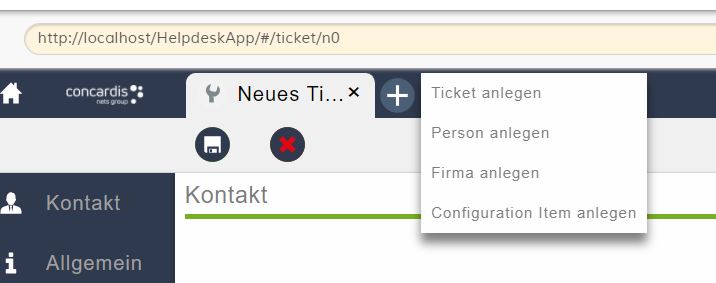 http://localhost/HelpdeskApp/#/ticket/n0
concardis
nets group
Neues Ti...
Ticket anlegen
Person anlegen
Firma anlegen
Configuration Item anlegen
Kontakt
Kontakt
Allgemein